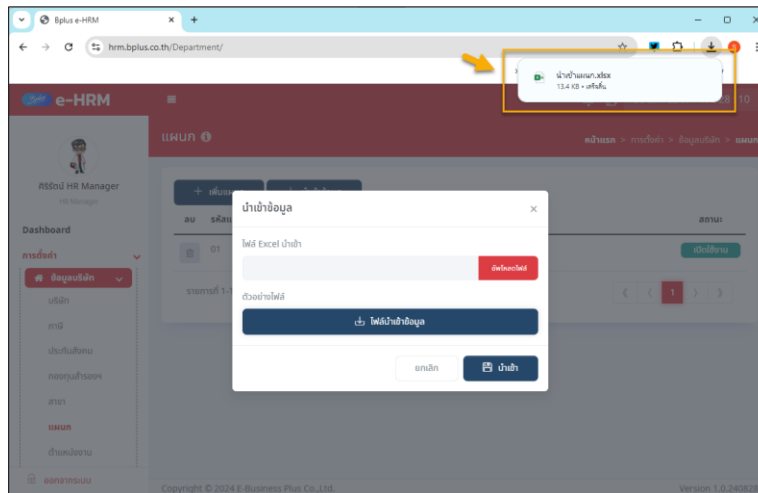 Bplus e-HRM
hrm.bplus.co.th/Department/
นำเข้าแผนก.xlsx
13.4 KB • เสร็จสิ้น
e-HRM
28
10
แผนก
หน้าแรก > การตั้งค่า > ข้อมูลบริษัท > แผนก
ศิริรัตน์ HR Manager
HR Manager
Dashboard
การตั้งค่า
ข้อมูลบริษัท
บริษัท
ภาษี
ประกันสังคม
กองทุนสำรองฯ
สาขา
แผนก
ตำแหน่งงาน
ออกจากระบบ
ลบ
สถานะ
01
เปิดใช้งาน
รายการที่ 1-1
1
นำเข้าข้อมูล
ไฟล์ Excel นำเข้า
อัพโหลดไฟล์
ตัวอย่างไฟล์
ไฟล์นำเข้าข้อมูล
ยกเลิก
นำเข้า
Copyright © 2024 E-Business Plus Co.,Ltd.
Version 1.0.240828